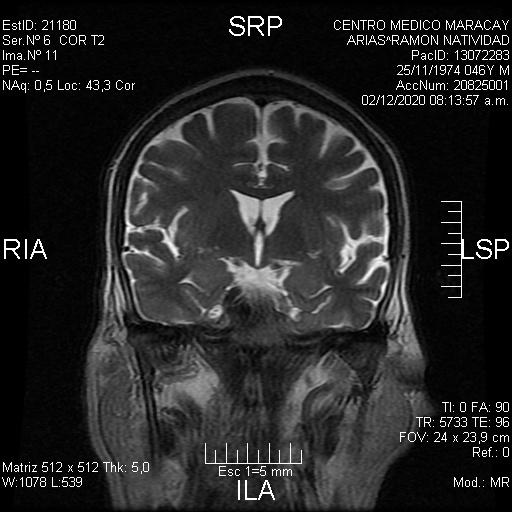 EstID: 21180
Ser.Nº 6 COR T2
Ima.Nº 11
PE= --
NAq: 0,5 Loc: 43,3 Cor
SRP
CENTRO MEDICO MARACAY
ARIAS^RAMON NATIVIDAD
PacID: 13072283
25/11/1974 046Y M
AccNum: 20825001
02/12/2020 08:13:57 a.m.
RIA
LSP
TI: 0 FA: 90
TR: 5733 TE: 96
FOV: 24 x 23,9 cm
Ref.: 0
Mod.: MR
Matriz 512 x 512 Thk: 5,0
W:1078 L:539
Esc 1=5 mm
ILA